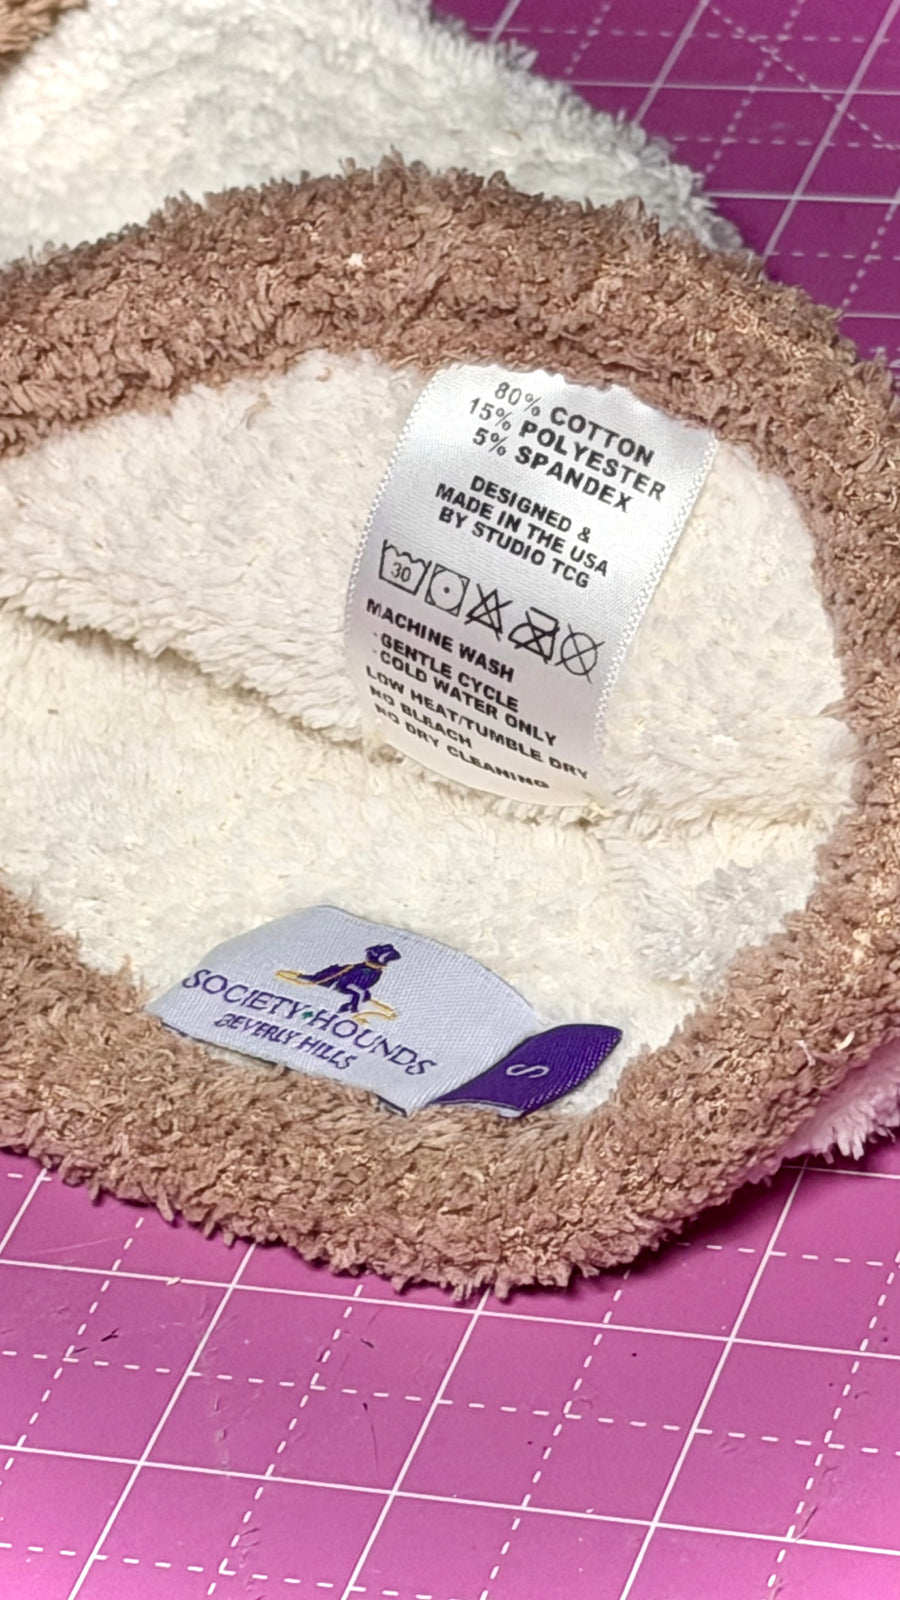 80% COTTON
15% POLYESTER
5% SPANDEX
DESIGNED &
MADE IN THE USA
BY STUDIO TCG
30
MACHINE WASH
-GENTLE CYCLE
-COLD WATER ONLY
LOW HEAT/TUMBLE DRY
NO BLEACH
NO DRY CLEANING
SOCIETY HOUNDS
BEVERLY HILLS
S